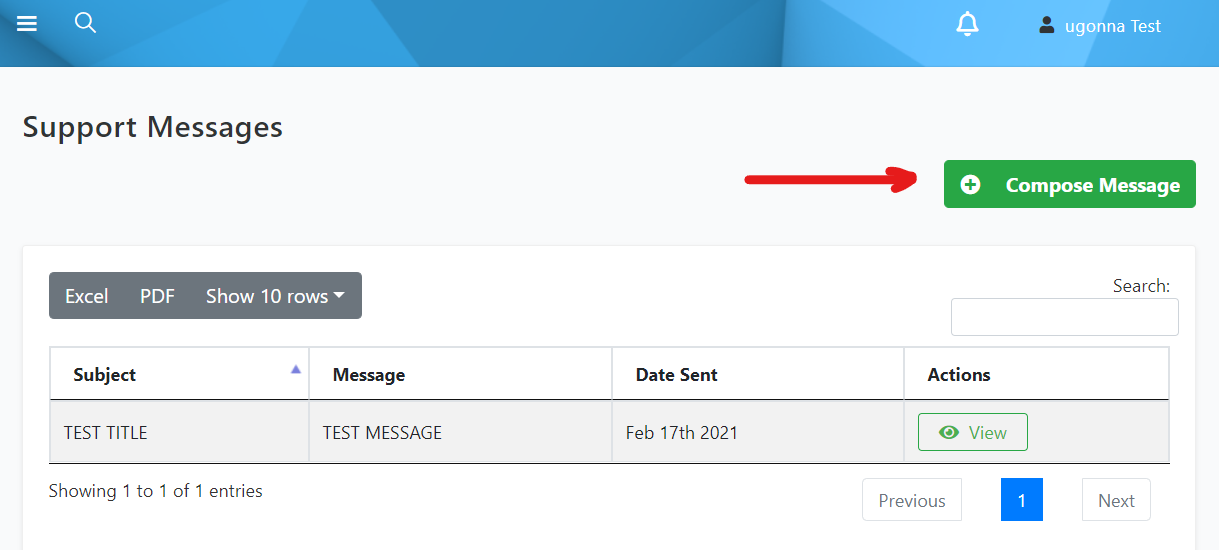 ugonna Test
Support Messages
Compose Message
Excel PDF Show 10 rows
Search:
Subject Message Date Sent Actions
TEST TITLE TEST MESSAGE Feb 17th 2021 View
Showing 1 to 1 of 1 entries
Previous 1 Next